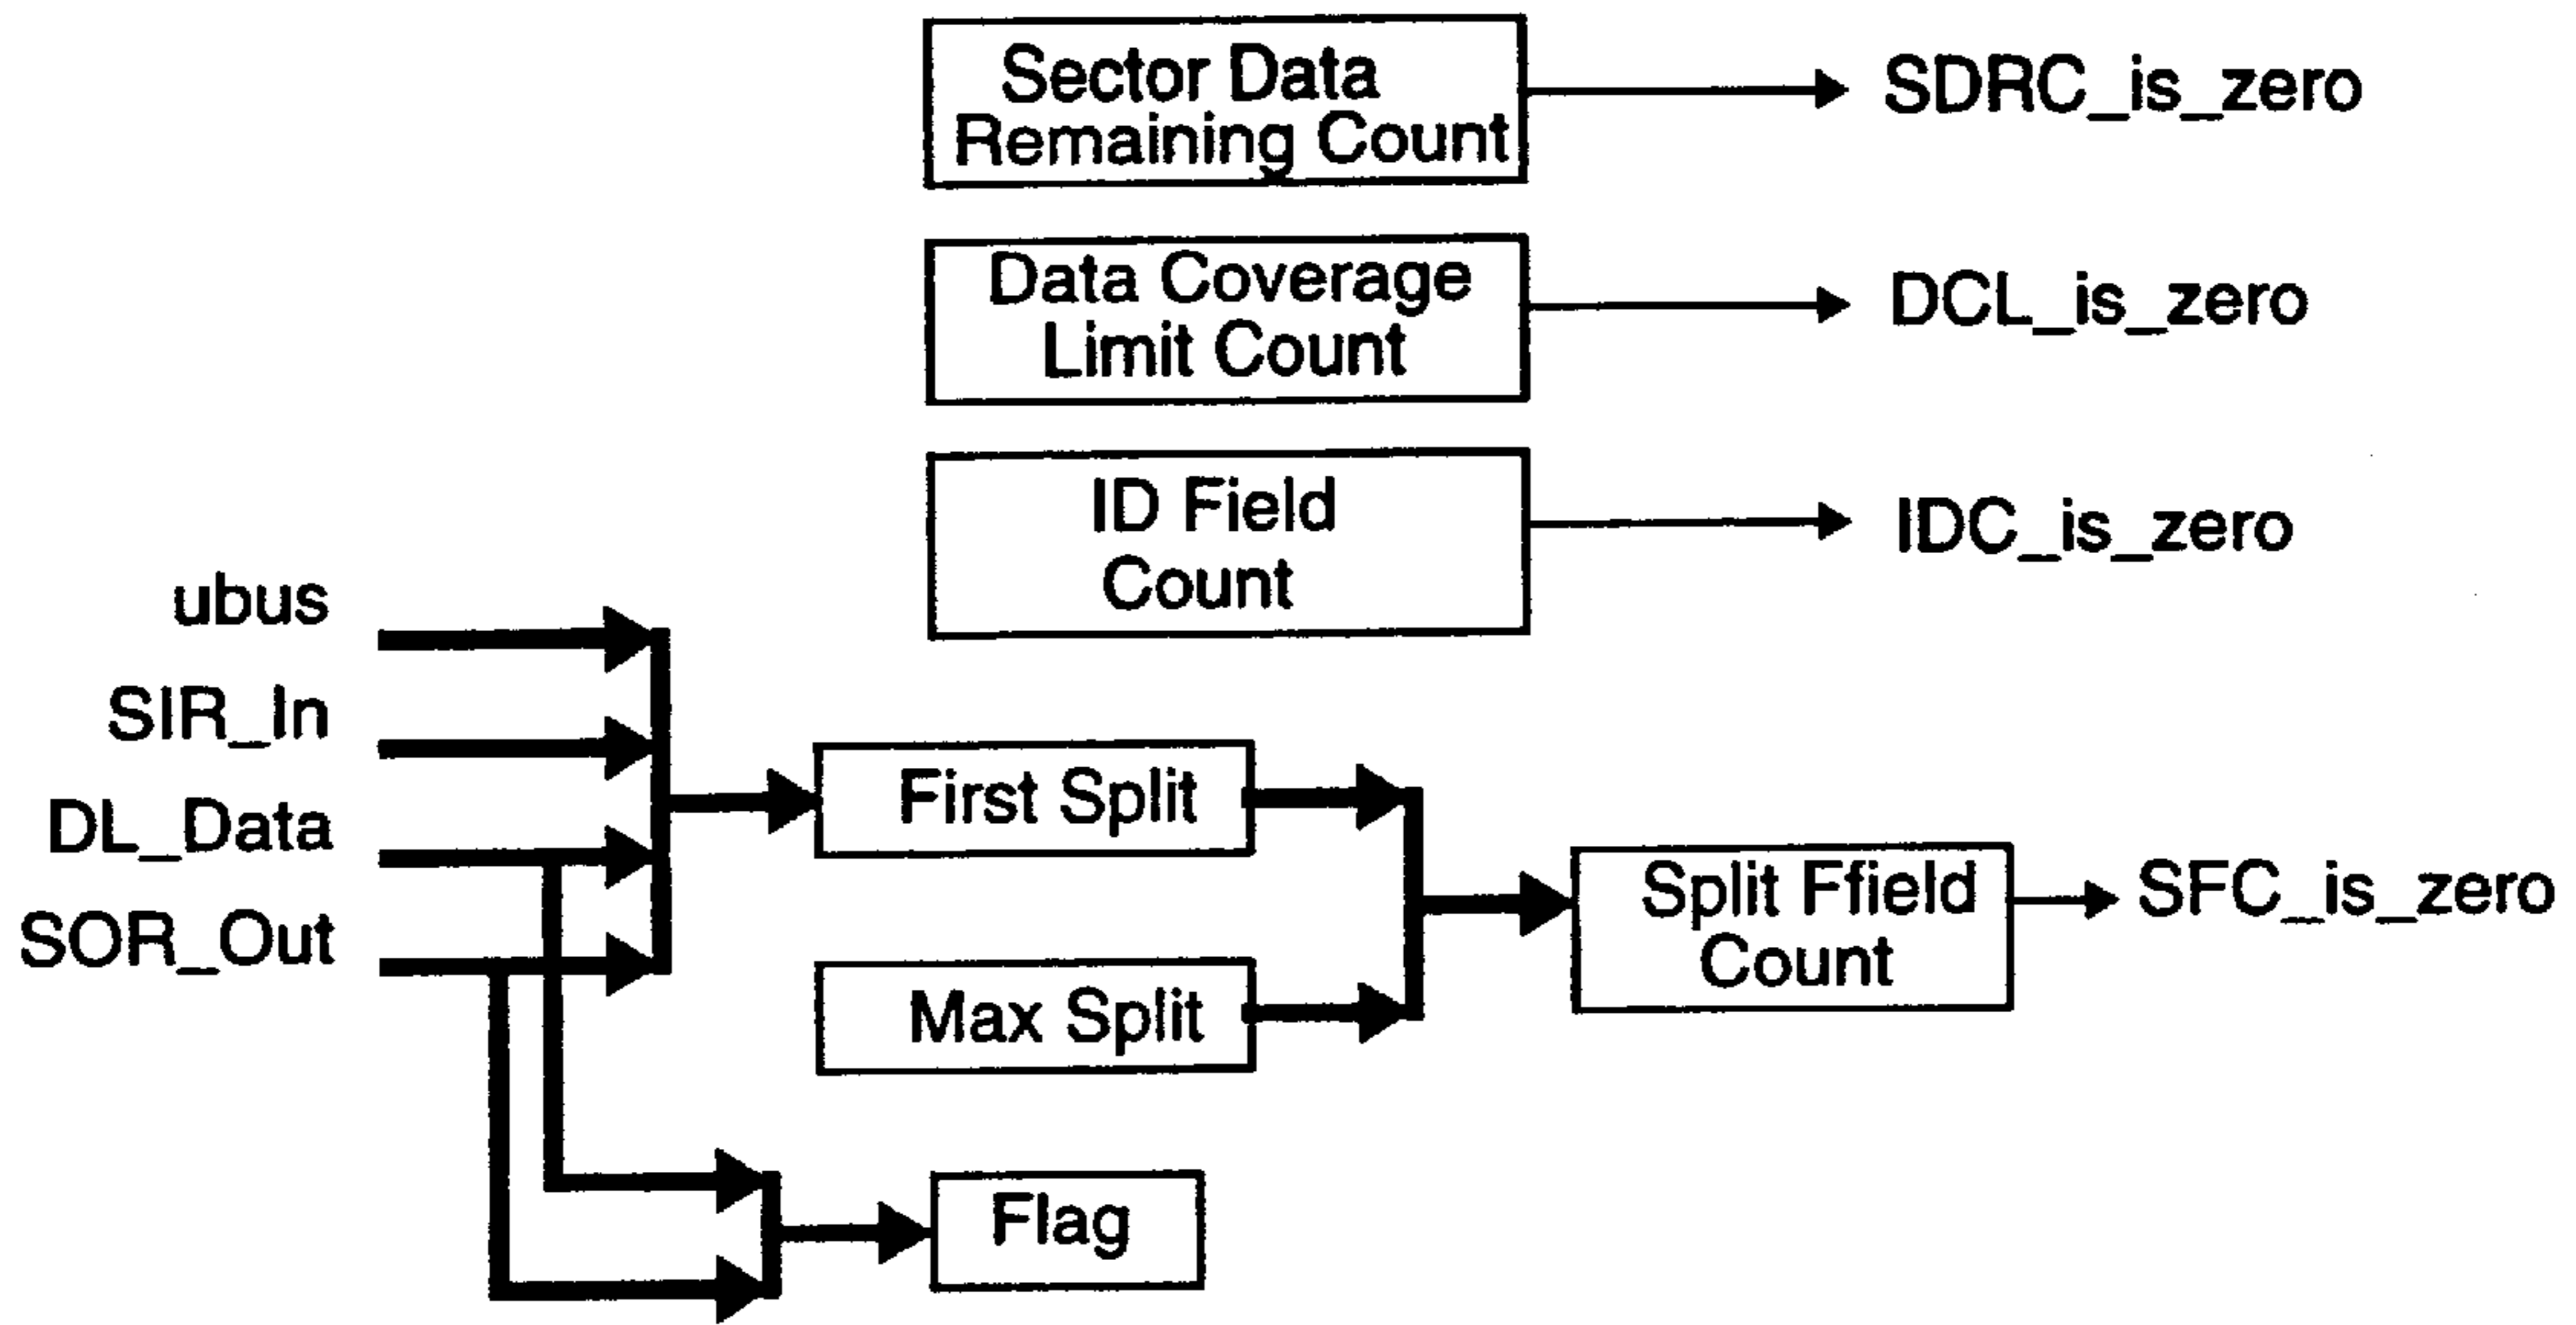 Sector Data
Remaining Count
SDRC_is_zero
Data Coverage
Limit Count
DCL_is_zero
ID Field
Count
IDC_is_zero
ubus
SIR_In
DL_Data
SOR_Out
First Split
Max Split
Split Ffield
Count
SFC_is_zero
Flag